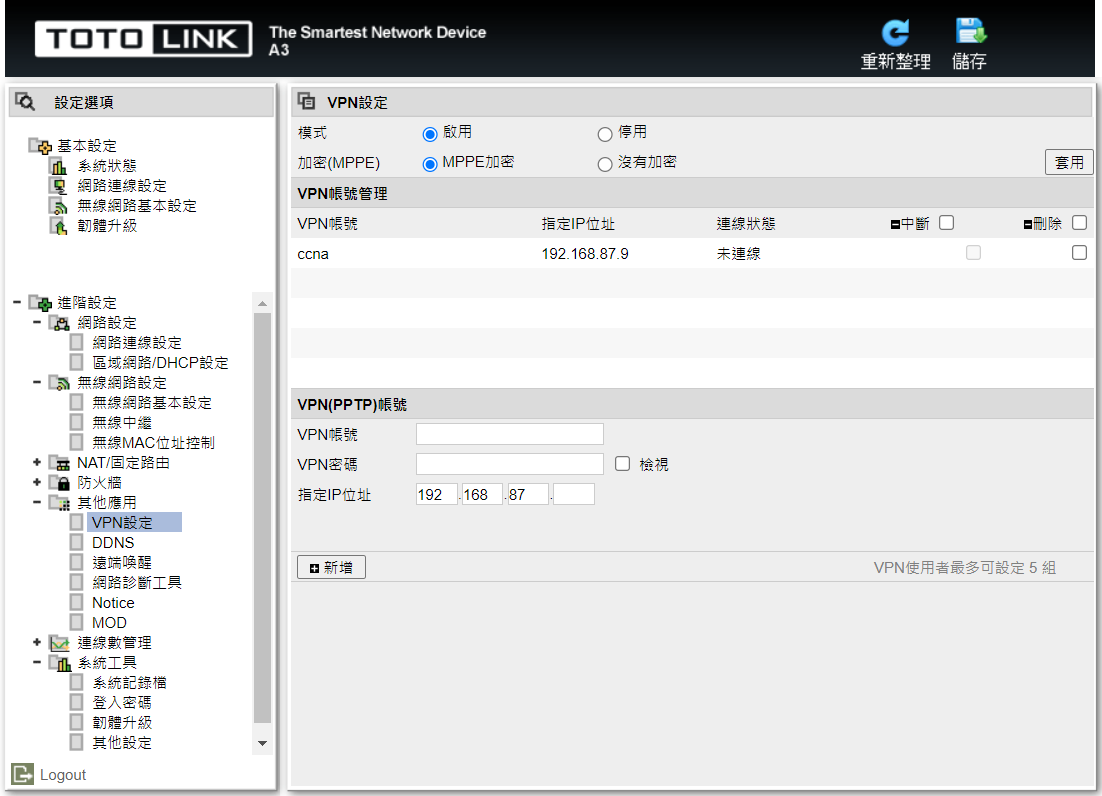 TOTO LINK
The Smartest Network Device
A3
重新整理
儲存
設定選項
基本設定
系統狀態
網路連線設定
無線網路基本設定
韌體升級
進階設定
網路設定
網路連線設定
區域網路/DHCP設定
無線網路設定
無線網路基本設定
無線中繼
無線MAC位址控制
NAT/固定路由
防火牆
其他應用
VPN設定
DDNS
遠端喚醒
網路診斷工具
Notice
MOD
連線數管理
系統工具
系統記錄檔
登入密碼
韌體升級
其他設定
Logout
VPN設定
模式 啟用 停用
加密(MPPE) MPPE加密 沒有加密 套用
VPN帳號管理
VPN帳號 指定IP位址 連線狀態 中斷 刪除
ccna 192.168.87.9 未連線
VPN(PPTP)帳號
VPN帳號
VPN密碼 檢視
指定IP位址 192 .168 .87 .
新增 VPN使用者最多可設定 5 組